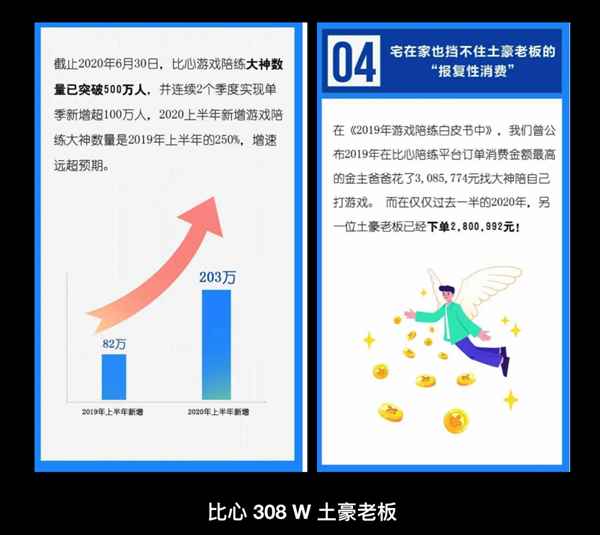 截止2020年6月30日，比心游戏陪练大神数
量已突破500万人，并连续2个季度实现单
季新增超100万人，2020上半年新增游戏陪
练大神数量是2019年上半年的250%，增速
远超预期。
203万
82万
2019年上半年新增
2020年上半年新增
04
宅在家也挡不住土豪老板的
“报复性消费”
在《2019年游戏陪练白皮书中》，我们曾公
布2019年在比心陪练平台订单消费金额最高
的金主爸爸花了3,085,774元找大神陪自己
打游戏。 而在仅仅过去一半的2020年，另
一位土豪老板已经下单2,800,992元！
比心 308 W 土豪老板